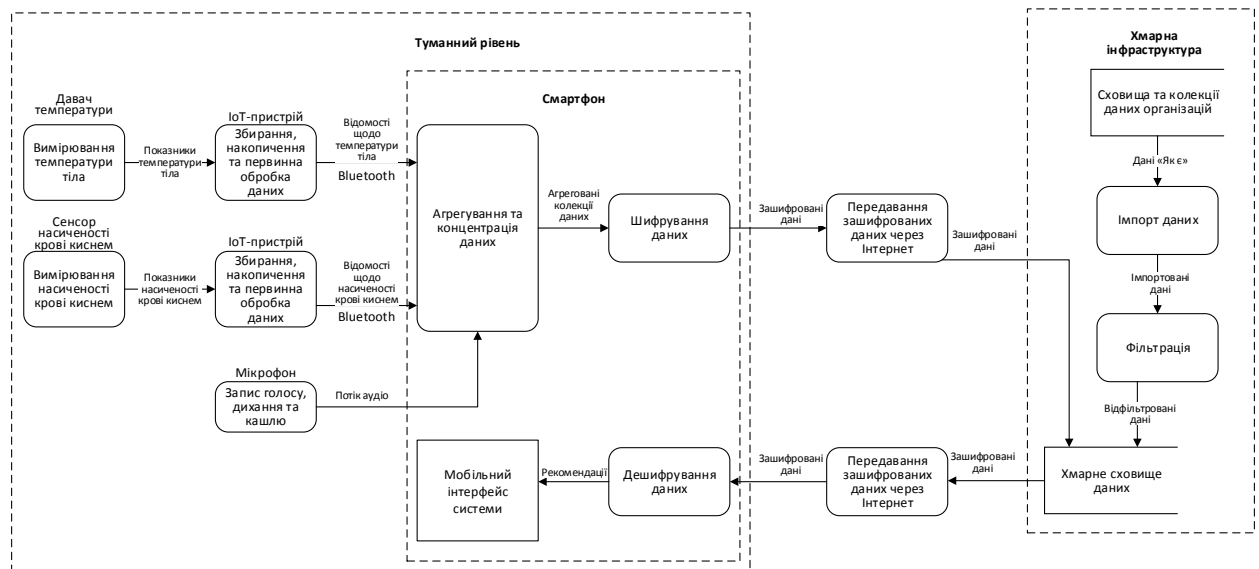 Туманний рівень
Смартфон
Хмарна
інфраструктура
Сховища та колекції
даних організацій
Дані «Як є»
Імпорт даних
Імпортовані
дані
Фільтрація
Відфільтровані
дані
Хмарне сховище
даних
Давач
температури
Вимірювання
температури
тіла
Показники
температури
тіла
ІоТ-пристрій
Збирання,
накопичення
та первинна
обробка
даних
Відомості
щодо
температури
тіла
Bluetooth
Сенсор
насиченості
крові киснем
Вимірювання
насиченості
крові киснем
Показники
насиченості
крові киснем
ІоТ-пристрій
Збирання,
накопичення
та первинна
обробка
даних
Відомості
щодо
насиченості
крові киснем
Bluetooth
Мікрофон
Запис голосу,
дихання та
кашлю
Потік аудіо
Агрегування та
концентрація
даних
Агреговані
колекції
даних
Шифрування
даних
Зашифровані
дані
Передавання
зашифрованих
даних через
Інтернет
Зашифровані
дані
Мобільний
інтерфейс
системи
Рекомендації
Дешифрування
даних
Зашифровані
дані
Передавання
зашифрованих
даних через
Інтернет
Зашифровані
дані